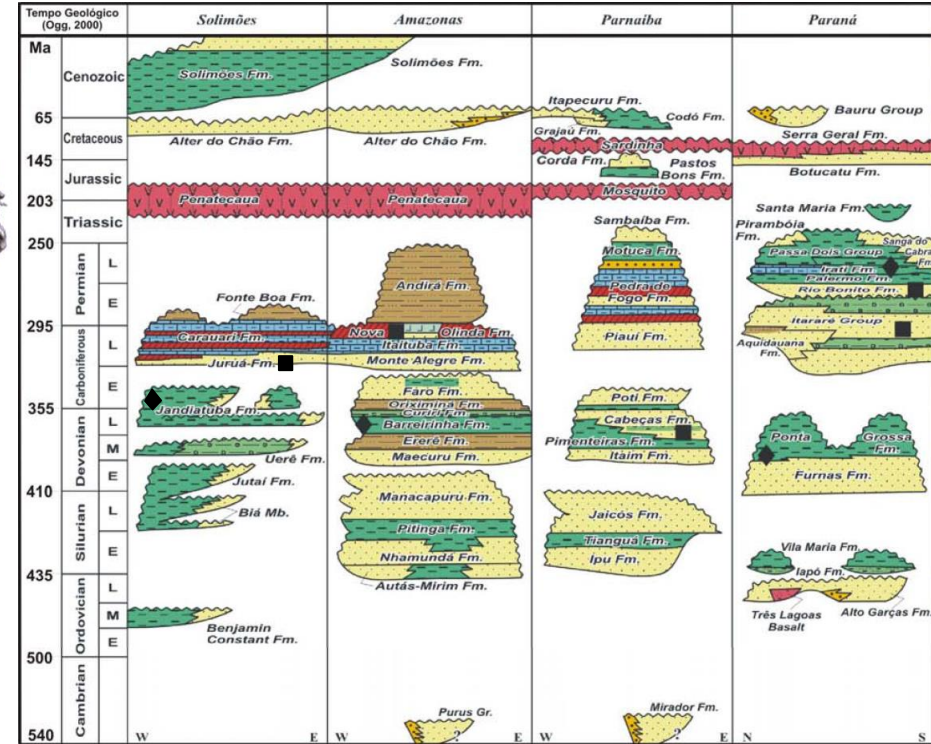 Tempo Geológico
(Ogg, 2000)
Solimões
Amazonas
Parnaiba
Paraná
Ma
65
145
203
250
295
355
410
435
500
540
Cenozoic
Cretaceous
Jurassic
Triassic
Permian
L
E
Carboniferous
L
E
Devonian
L
M
E
Silurian
L
E
Ordovician
L
M
E
Cambrian
Solimões Fm.
Alter do Chão Fm.
Penatecaua
Fonte Boa Fm.
Carauari Fm.
Juruá Fm.
Jandiatuba Fm.
Uerê Fm.
Jutaí Fm.
Biá Mb.
Benjamin
Constant Fm.
W
E
Solimões Fm.
Alter do Chão Fm.
Penatecaua
Andirá Fm.
Nova
Olinda Fm.
Itaituba Fm.
Monte Alegre Fm.
Faro Fm.
Oriximina Fm.
Curiri Fm.
Barreirinha Fm.
Ererê Fm.
Maecuru Fm.
Manacapuru Fm.
Pitinga Fm.
Nhamundá Fm.
Autás-Mirim Fm.
Purus Gr.
?
W
E
Itapecuru Fm.
Codó Fm.
Grajaú Fm.
Sardinha
Corda Fm.
Pastos
Bons Fm.
Mosquito
Sambaíba Fm.
Motuca Fm.
Pedra de
Fogo Fm.
Piauí Fm.
Poti Fm.
Cabeças Fm.
Pimenteiras Fm.
Itaim Fm.
Jaicós Fm.
Tianguá Fm.
Ipu Fm.
Mirador Fm.
?
W
E
Bauru Group
Serra Geral Fm.
Botucatu Fm.
Santa Maria Fm.
Pirambóia
Fm.
Sanga do
Cabral
Fm.
Passa Dois Group
Irati Fm.
Palermo Fm.
Rio Bonito Fm.
Itararé Group
Aquidauana
Fm.
Ponta
Grossa
Fm.
Furnas Fm.
Vila Maria Fm.
Iapó Fm.
Três Lagoas
Basalt
Alto Garças Fm.
N
S